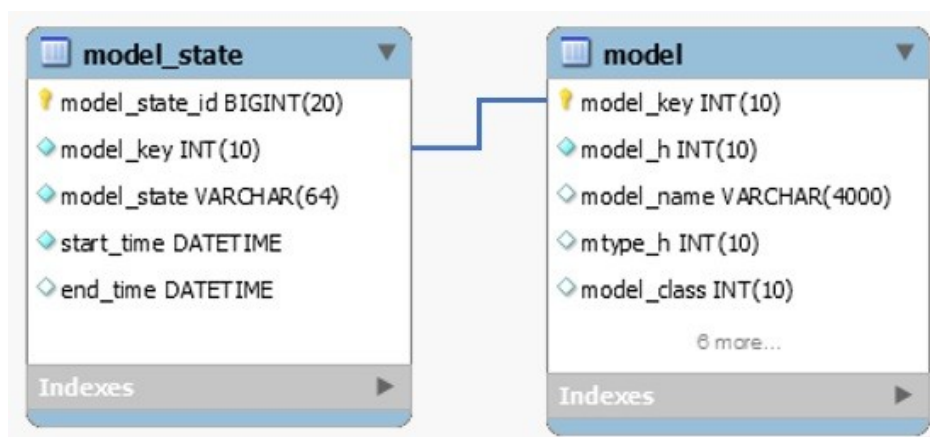 model_state
model_state_id BIGINT(20)
model_key INT(10)
model_state VARCHAR(64)
start_time DATETIME
end_time DATETIME
Indexes
model
model_key INT(10)
model_h INT(10)
model_name VARCHAR(4000)
mtype_h INT(10)
model_class INT(10)
6 more...
Indexes